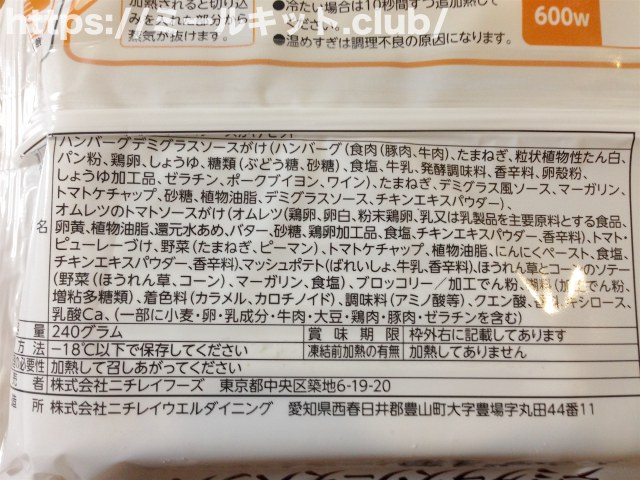 加熱されると切り込
みを入れた部分から
蒸気が抜けます。
●冷たい場合は10秒間ずつ追加熱して
ください。
●温めすぎは調理不良の原因になります。
600w
ハンバーグデミグラスソースがけ(ハンバーグ(食肉(豚肉、牛肉)、たまねぎ、粒状植物性たん白、
パン粉、鶏卵、しょうゆ、糖類(ぶどう糖、砂糖)、食塩、牛乳、発酵調味料、香辛料、卵殻粉、
しょうゆ加工品、ゼラチン、ポークブイヨン、ワイン)、たまねぎ、デミグラス風ソース、マーガリン、
トマトケチャップ、砂糖、植物油脂、デミグラスソース、チキンエキスパウダー)、
オムレツのトマトソースがけ(オムレツ(鶏卵、卵白、粉末鶏卵、乳又は乳製品を主要原料とする食品、
卵黄、植物油脂、還元水あめ、バター、砂糖、鶏卵加工品、食塩、チキンエキスパウダー、香辛料)、トマト・
ピューレーづけ、野菜(たまねぎ、ピーマン)、トマトケチャップ、植物油脂、にんにくペースト、食塩、
チキンエキスパウダー、香辛料)、マッシュポテト(ばれいしょ、牛乳、香辛料)、ほうれん草とコーンのソテー
(野菜(ほうれん草、コーン)、マーガリン、食塩)、ブロッコリー/加工でん粉、糊料(加工でん粉、
増粘多糖類)、着色料(カラメル、カロチノイド)、調味料(アミノ酸等)、クエン酸、香料、キシロース、
乳酸Ca、(一部に小麦・卵・乳成分・牛肉・大豆・鶏肉・豚肉・ゼラチンを含む)
名
量 240グラム 賞味期限 枠外右に記載してあります
方法 -18℃以下で保存してください 凍結前加熱の有無 加熱してありません
の必要性 加熱して召しあがってください
者 株式会社ニチレイフーズ 東京都中央区築地6-19-20
所 株式会社ニチレイウエルダイニング 愛知県西春日井郡豊山町大字豊場字丸田44番11